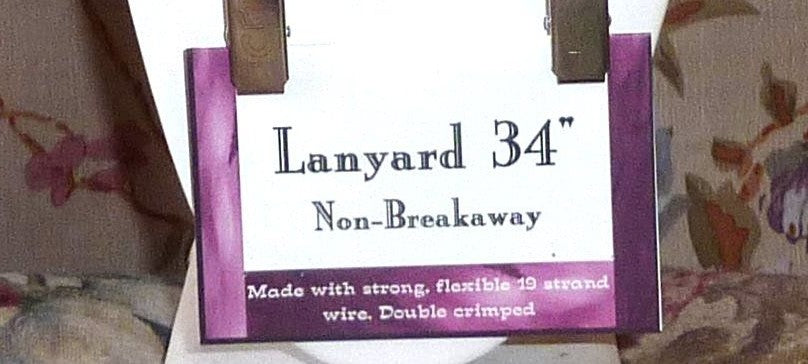 Lanyard 34"
Non-Breakaway
Made with strong, flexible 19 strand
wire. Double crimped